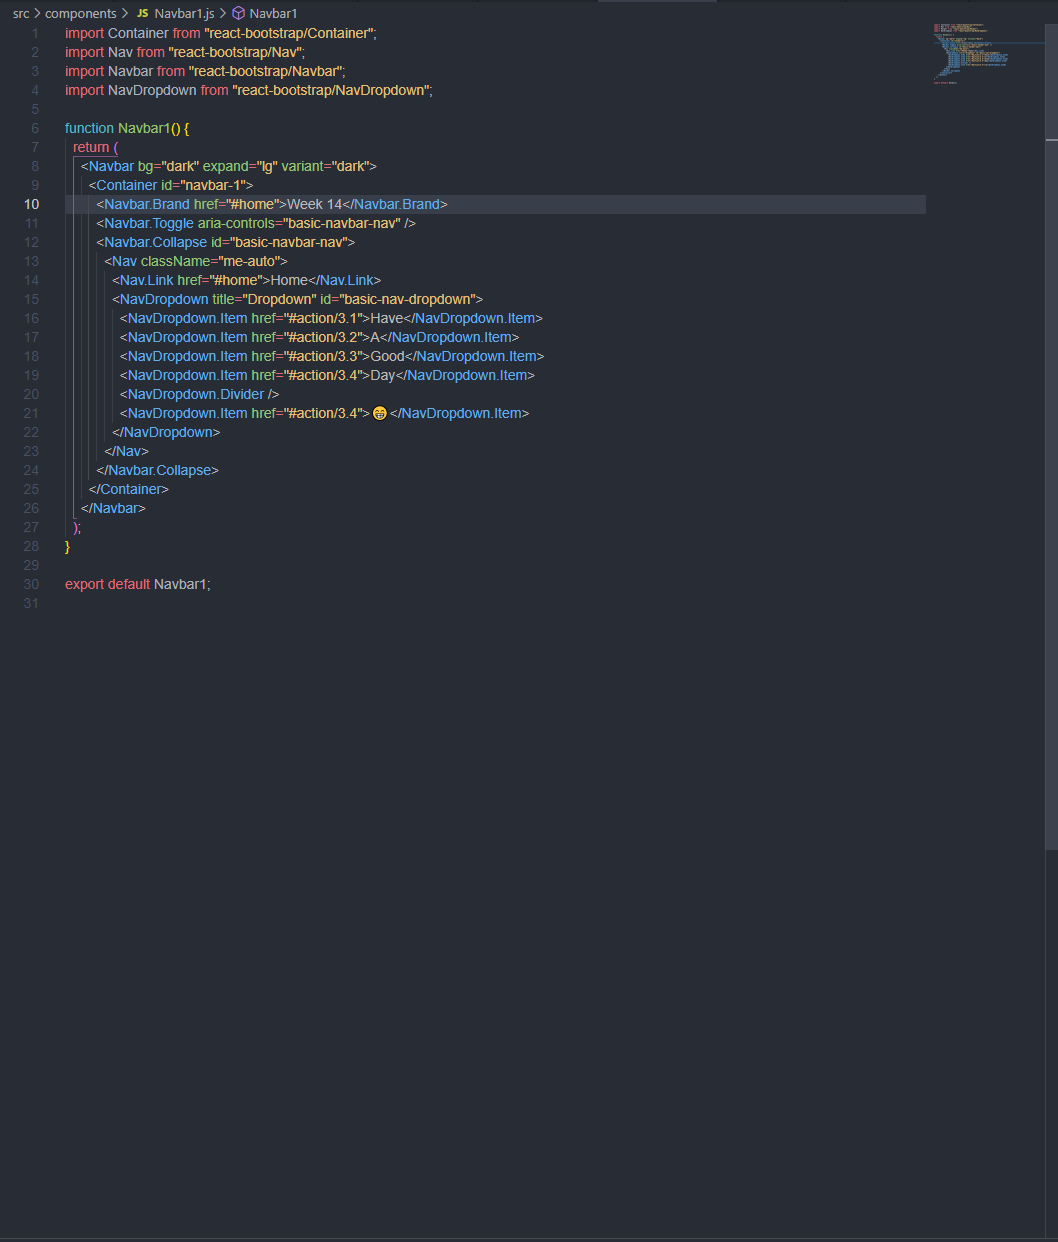 src > components > JS Navbar1.js > Navbar1
1 import Container from "react-bootstrap/Container";
2 import Nav from "react-bootstrap/Nav";
3 import Navbar from "react-bootstrap/Navbar";
4 import NavDropdown from "react-bootstrap/NavDropdown";
5
6 function Navbar1() {
7   return (
8     <Navbar bg="dark" expand="lg" variant="dark">
9       <Container id="navbar-1">
10         <Navbar.Brand href="#home">Week 14</Navbar.Brand>
11         <Navbar.Toggle aria-controls="basic-navbar-nav" />
12         <Navbar.Collapse id="basic-navbar-nav">
13           <Nav className="me-auto">
14             <Nav.Link href="#home">Home</Nav.Link>
15             <NavDropdown title="Dropdown" id="basic-nav-dropdown">
16               <NavDropdown.Item href="#action/3.1">Have</NavDropdown.Item>
17               <NavDropdown.Item href="#action/3.2">A</NavDropdown.Item>
18               <NavDropdown.Item href="#action/3.3">Good</NavDropdown.Item>
19               <NavDropdown.Item href="#action/3.4">Day</NavDropdown.Item>
20               <NavDropdown.Divider />
21               <NavDropdown.Item href="#action/3.4">😁</NavDropdown.Item>
22             </NavDropdown>
23           </Nav>
24         </Navbar.Collapse>
25       </Container>
26     </Navbar>
27   );
28 }
29
30 export default Navbar1;
31